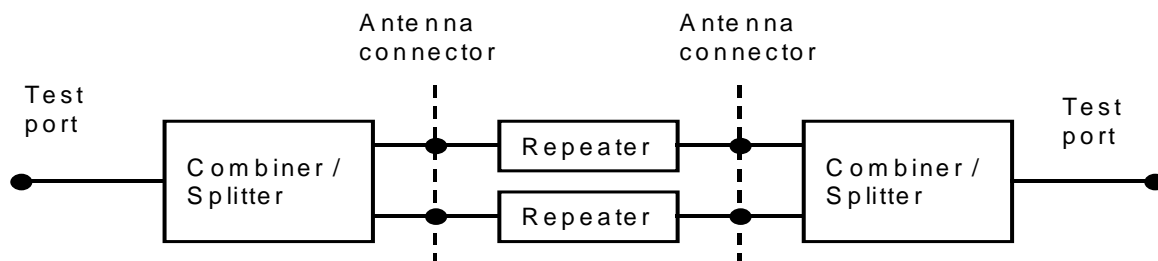 Antenna
connector
Antenna
connector
Test
port
Test
port
Combiner/
Splitter
Repeater
Combiner/
Splitter
Repeater